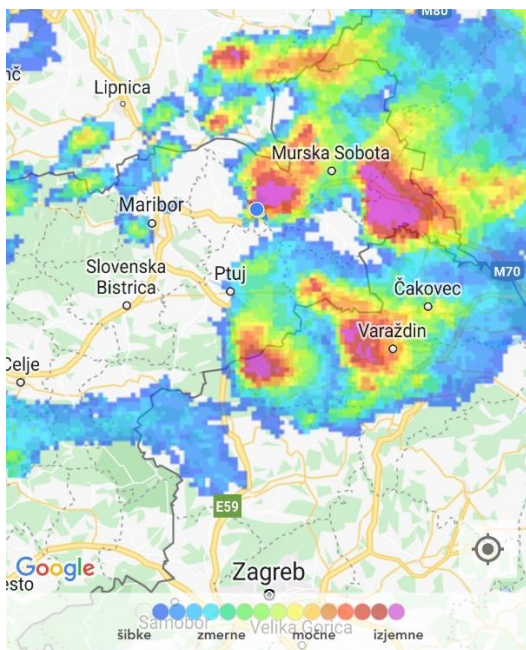 M80
nč
Lipnica
Murska Sobota
Maribor
Slovenska
Bistrica
Ptuj
M70
Čakovec
Varaždin
Celje
E59
Google
esto
Zagreb
Samobor
Velika Gorica
šibke zmerne močne izjemne